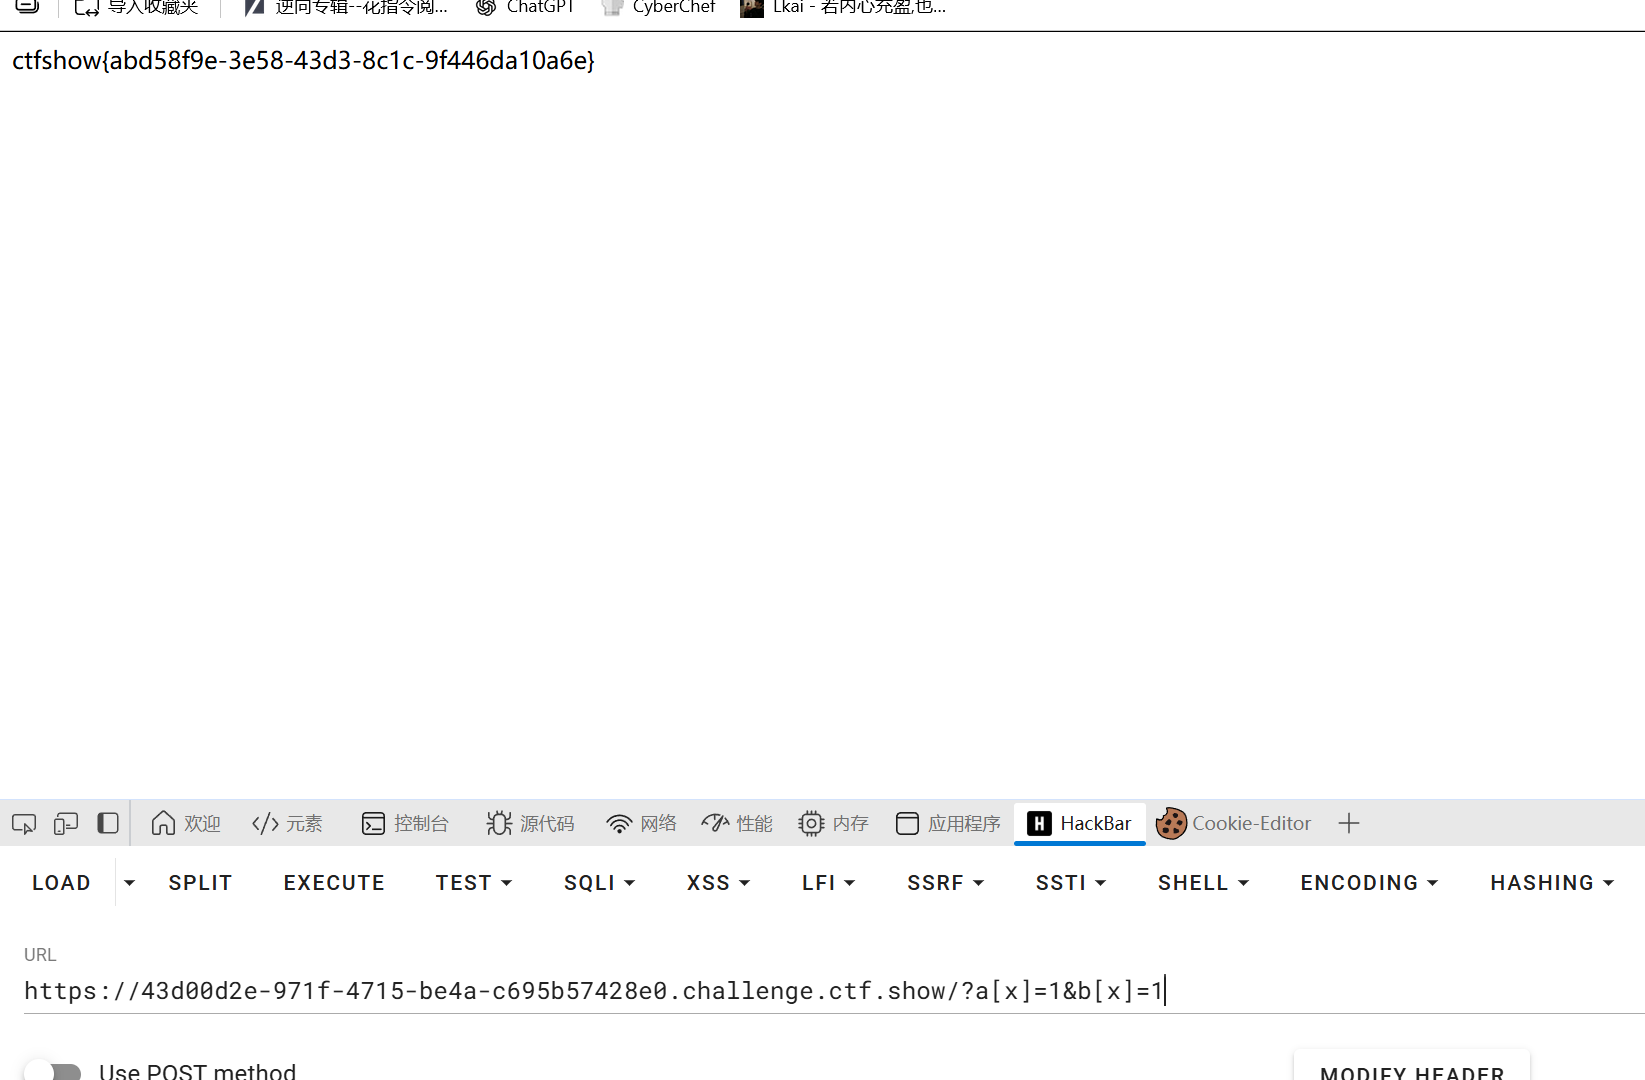 导入收藏夹 逆向专辑--花指令阅... ChatGPT CyberChef Lkai - 若内心充盈,也...
ctfshow{abd58f9e-3e58-43d3-8c1c-9f446da10a6e}
欢迎 元素 控制台 源代码 网络 性能 内存 应用程序 HackBar Cookie-Editor
LOAD SPLIT EXECUTE TEST SQLI XSS LFI SSRF SSTI SHELL ENCODING HASHING
URL
https://43d00d2e-971f-4715-be4a-c695b57428e0.challenge.ctf.show/?a[x]=1&b[x]=1
Use POST method MODIFY HEADER